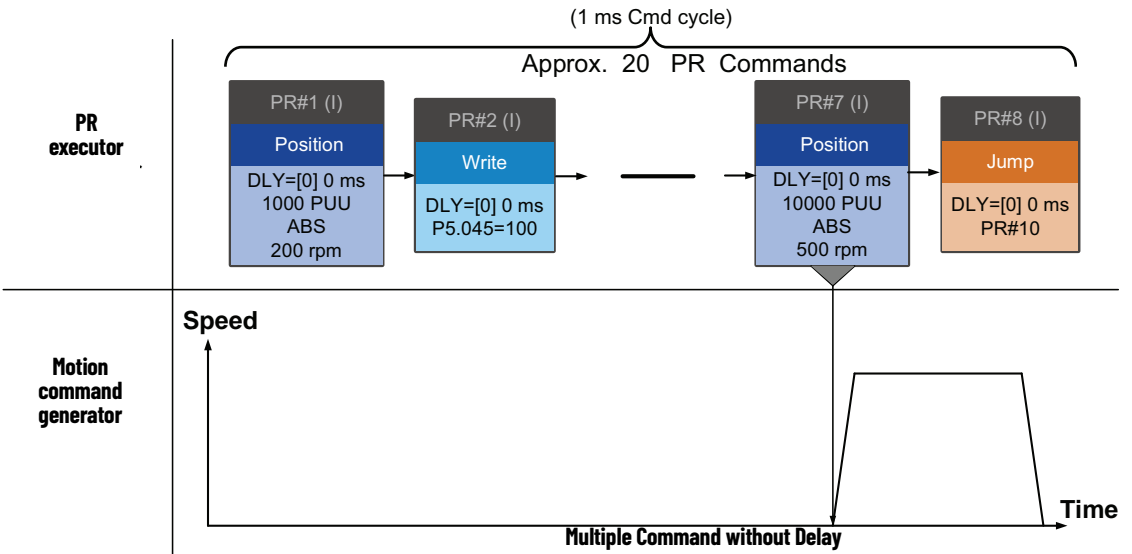 (1 ms Cmd cycle)
Approx. 20 PR Commands
PR
executor
PR#1 (I)
Position
DLY=[0] 0 ms
1000 PUU
ABS
200 rpm
PR#2 (I)
Write
DLY=[0] 0 ms
P5.045=100
PR#7 (I)
Position
DLY=[0] 0 ms
10000 PUU
ABS
500 rpm
PR#8 (I)
Jump
DLY=[0] 0 ms
PR#10
Motion
command
generator
Speed
Time
Multiple Command without Delay